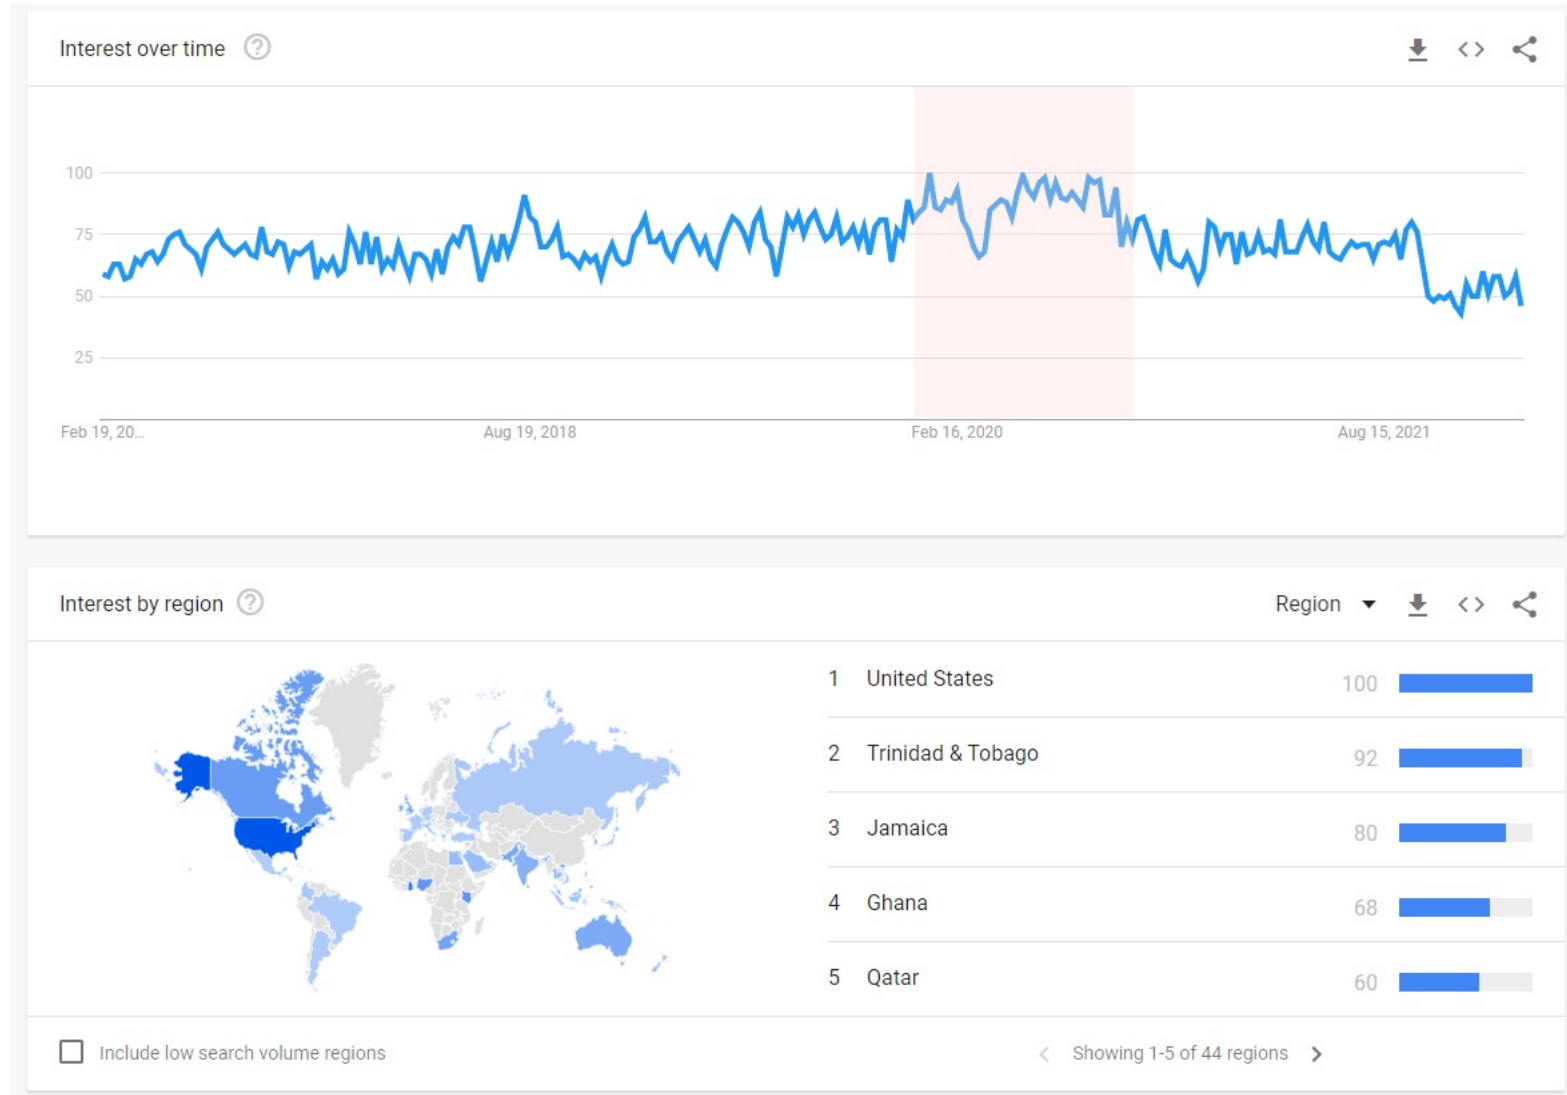 Interest over time
100
75
50
25
Feb 19, 20...
Aug 19, 2018
Feb 16, 2020
Aug 15, 2021
Interest by region
Region
1 United States 100
2 Trinidad & Tobago 92
3 Jamaica 80
4 Ghana 68
5 Qatar 60
Include low search volume regions
Showing 1-5 of 44 regions